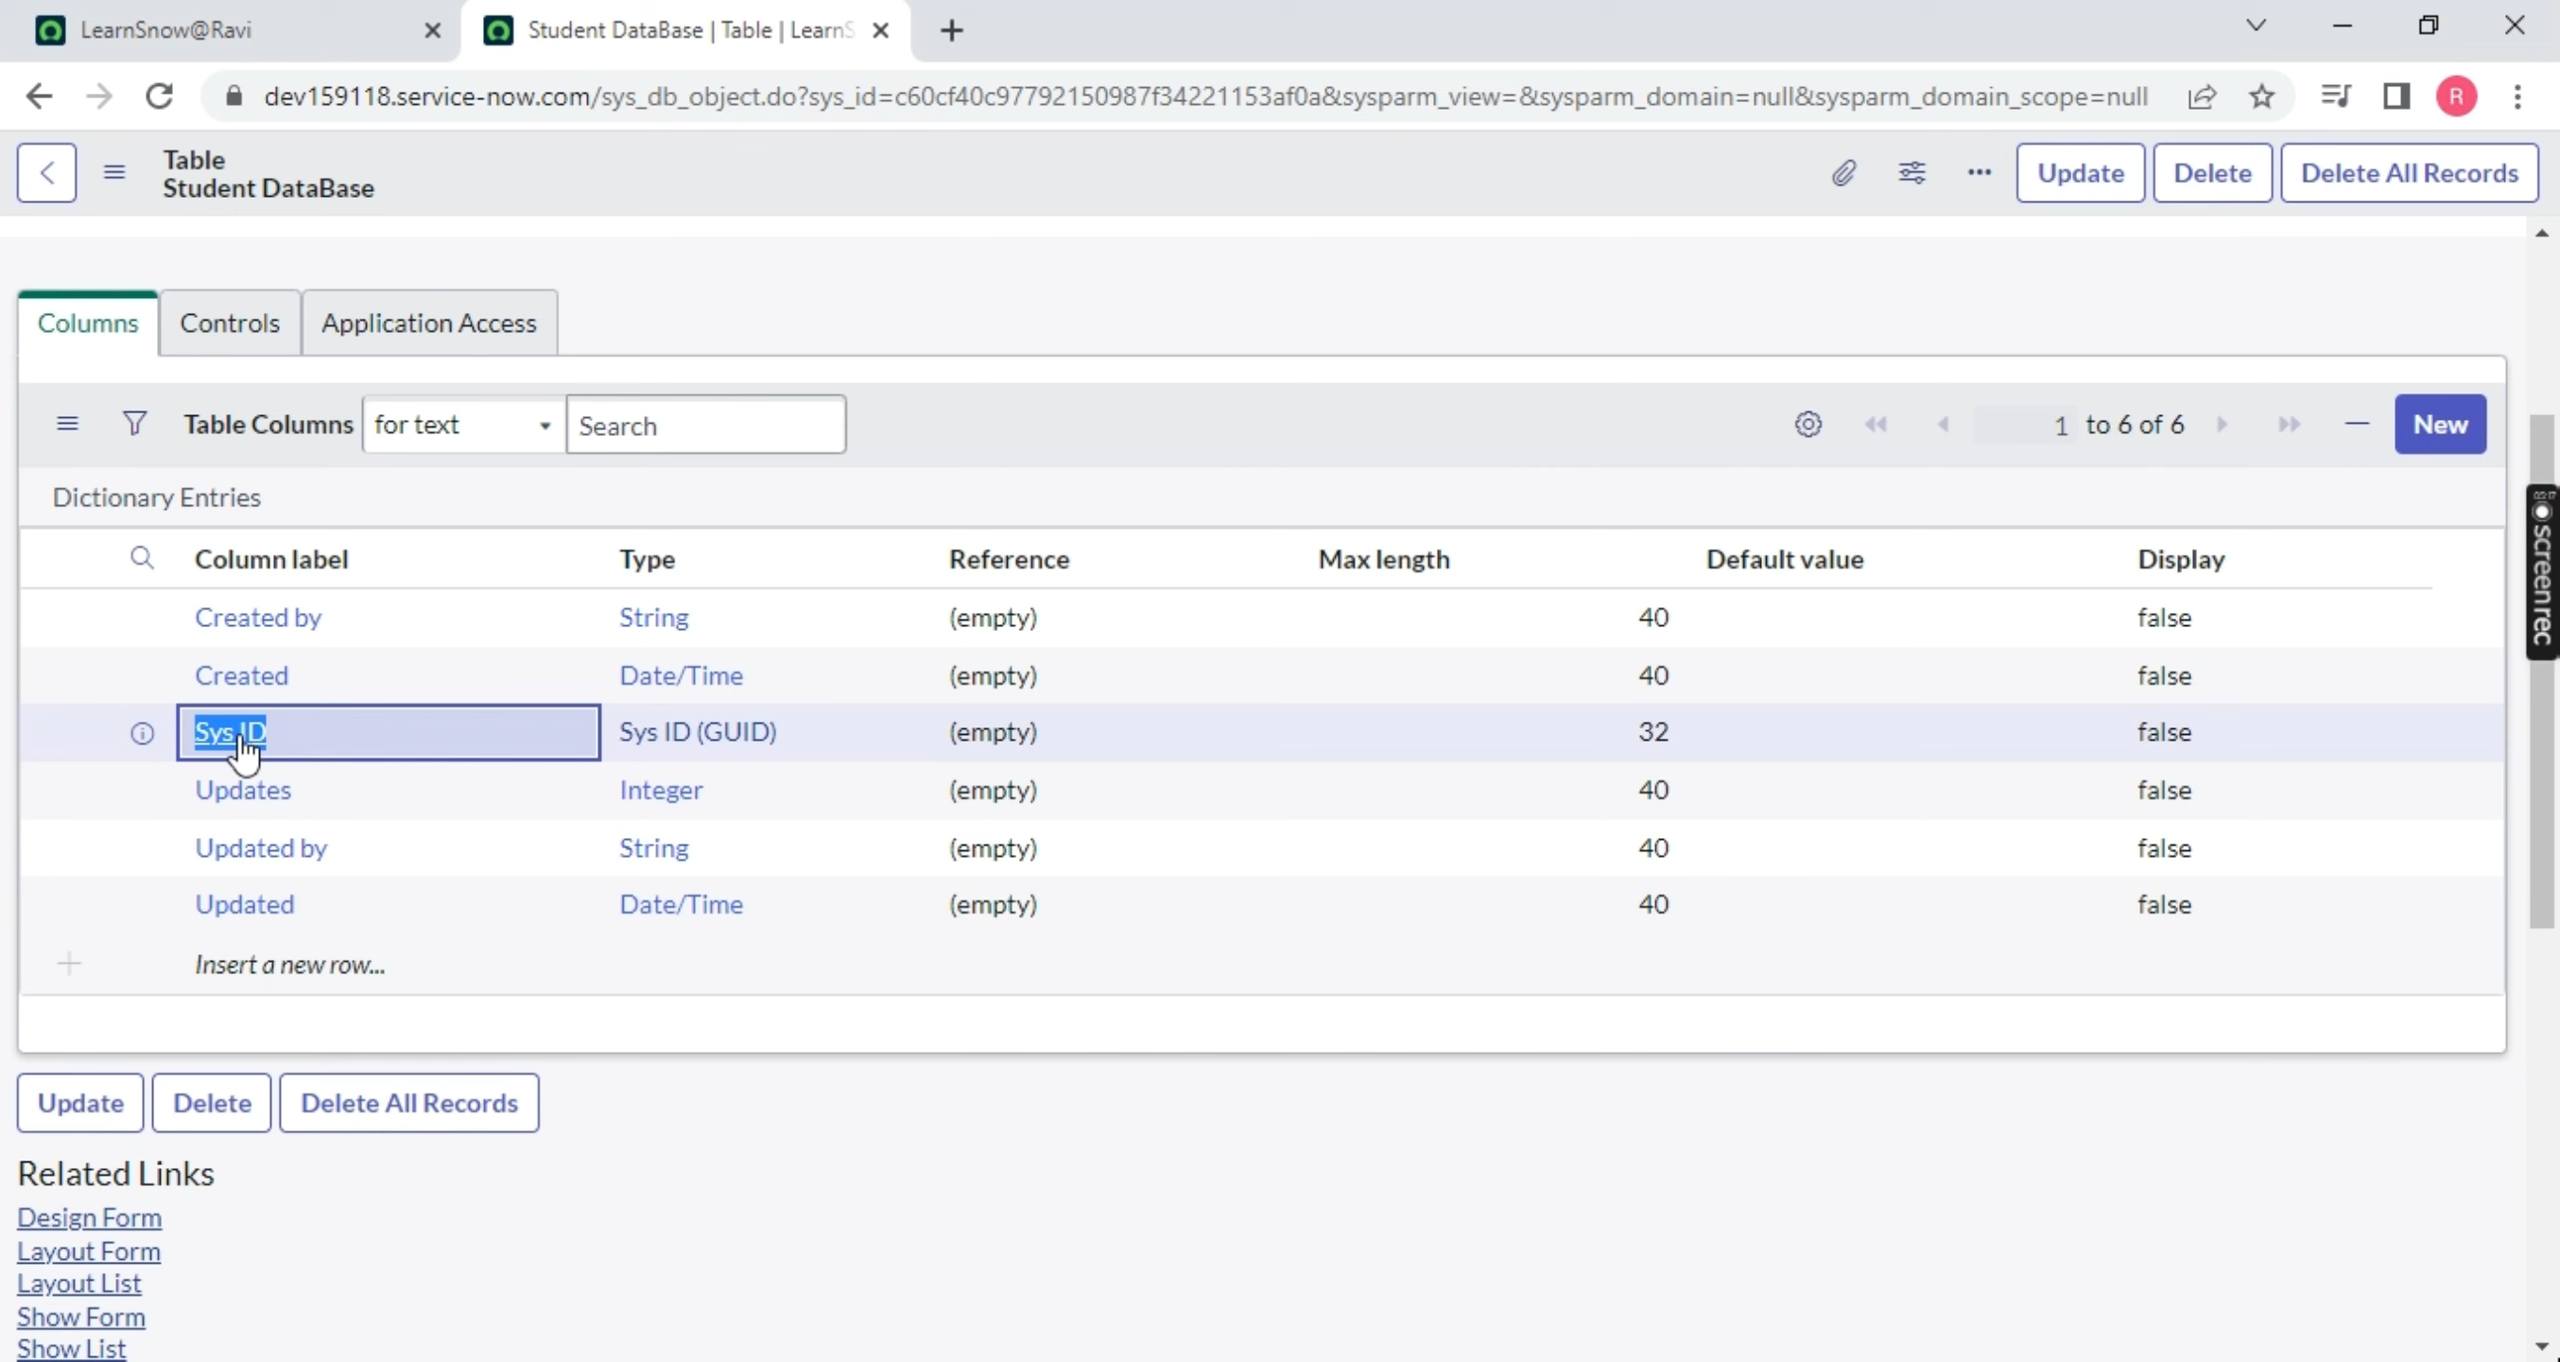 LearnSnow@Ravi
Student DataBase | Table | LearnS
dev159118.service-now.com/sys_db_object.do?sys_id=c60cf40c97792150987f34221153af0a&sysparm_view=&sysparm_domain=null&sysparm_domain_scope=null
R
Table
Student DataBase
Update Delete Delete All Records
Columns Controls Application Access
Table Columns for text Search 1 to 6 of 6 New
Dictionary Entries
Column label Type Reference Max length Default value Display
Created by String (empty) 40 false
Created Date/Time (empty) 40 false
Sys ID Sys ID (GUID) (empty) 32 false
Updates Integer (empty) 40 false
Updated by String (empty) 40 false
Updated Date/Time (empty) 40 false
Insert a new row...
Update Delete Delete All Records
Related Links
Design Form
Layout Form
Layout List
Show Form
Show List
screenrec